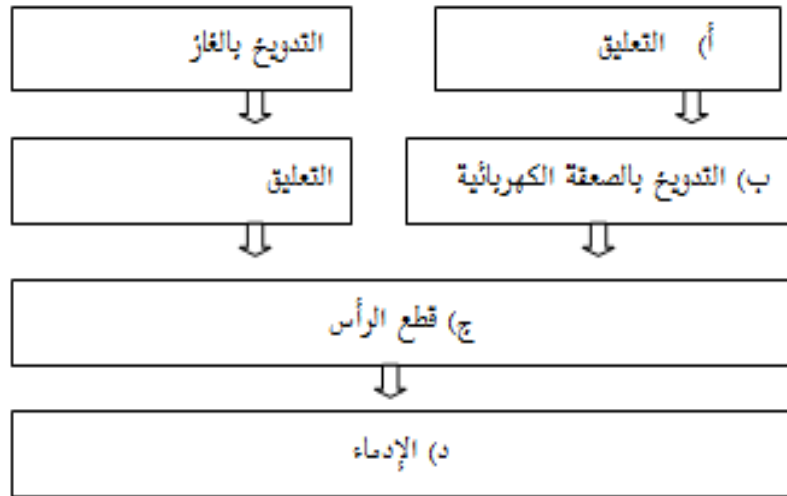 أ) التعليق
التدويخ بالغاز
ب) التدويخ بالصعقة الكهربائية
التعليق
ج) قطع الرأس
د) الإدماء